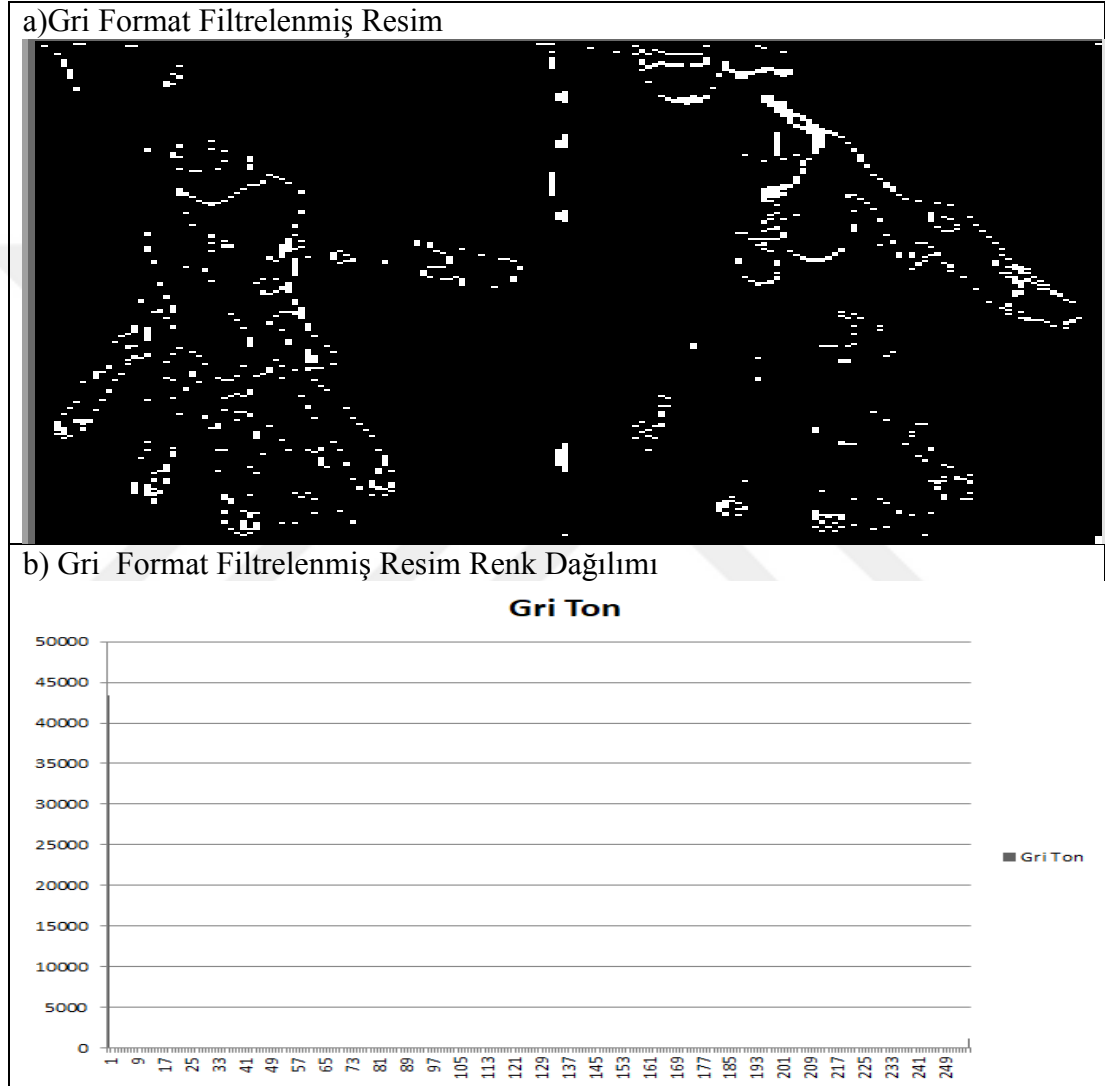 a)Gri Format Filtrelenmiş Resim
b) Gri  Format Filtrelenmiş Resim Renk Dağılımı
Gri Ton
50000
45000
40000
35000
30000
25000
20000
15000
10000
5000
0
Gri Ton
1 9 17 25 33 41 49 57 65 73 81 89 97 105 113 121 129 137 145 153 161 169 177 185 193 201 209 217 225 233 241 249